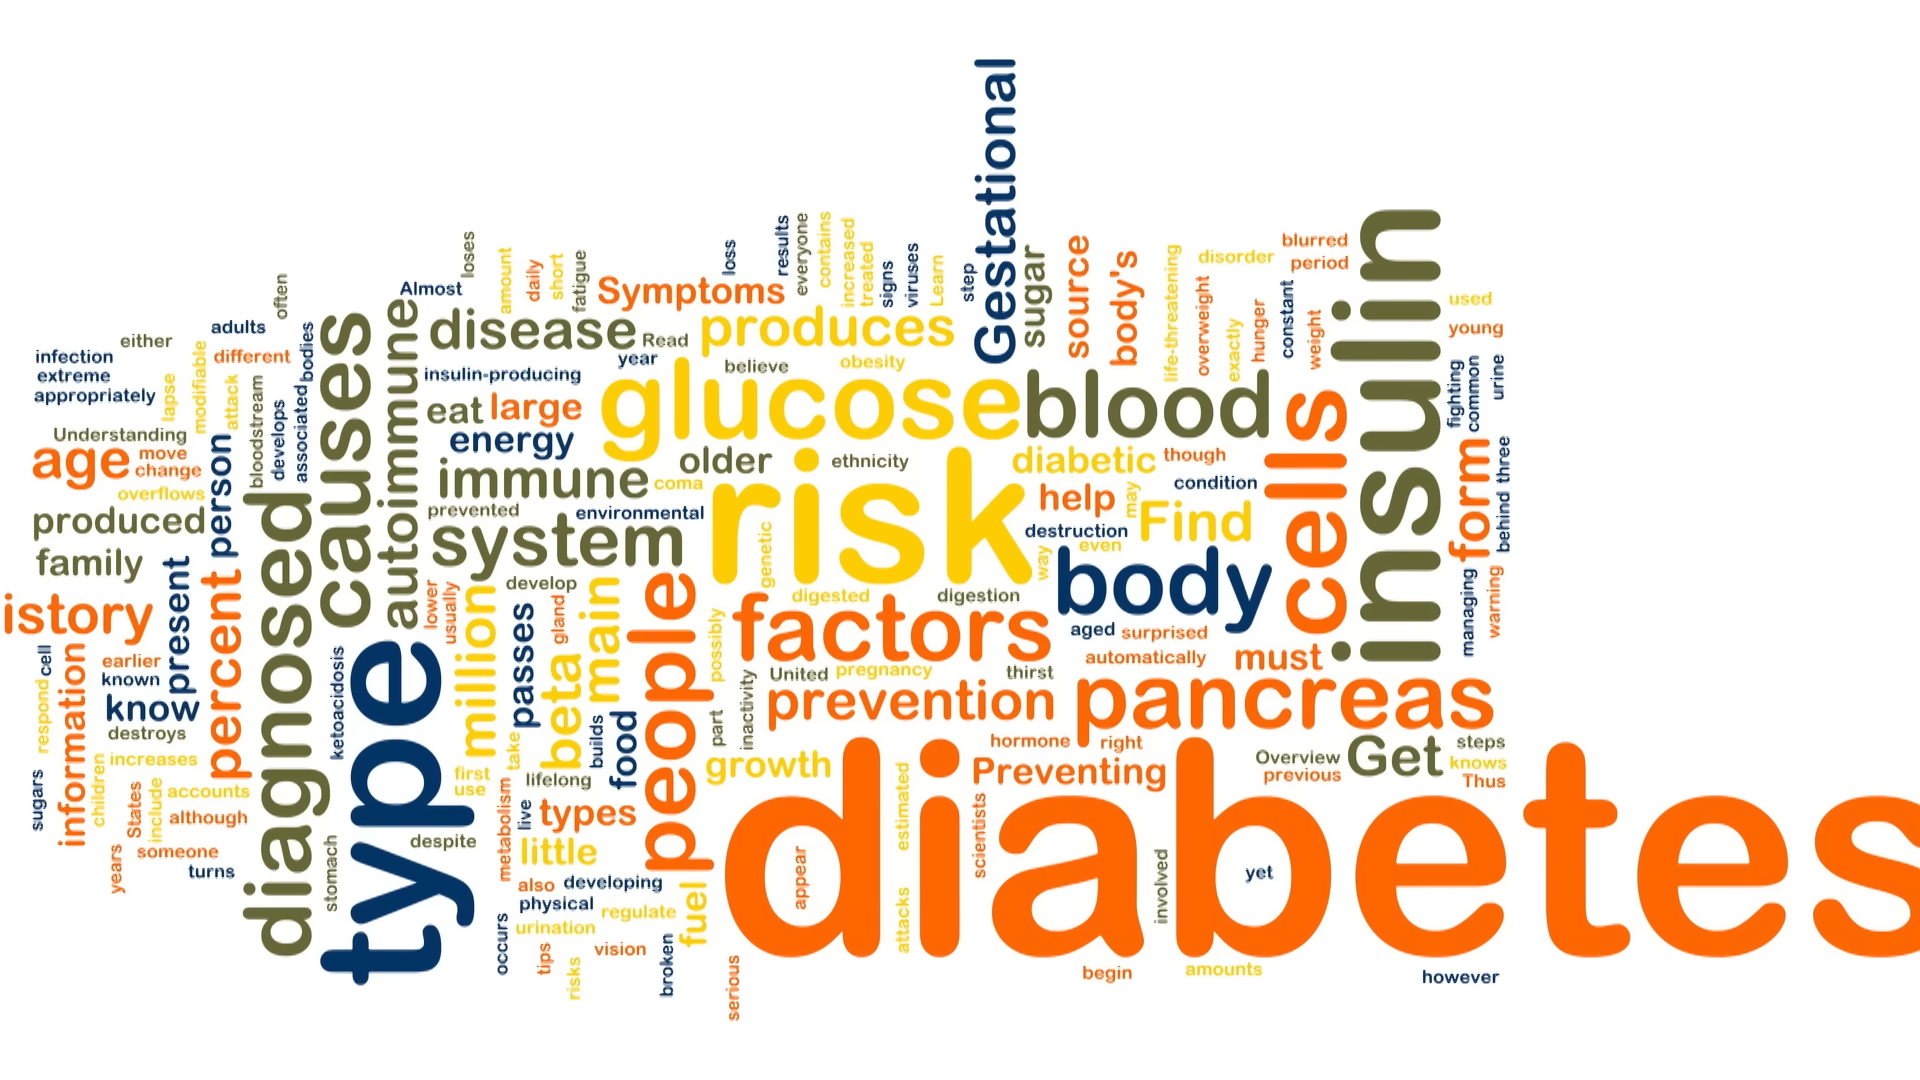 Gestational
loses
often
amount
daily
short
fatigue
Symptoms
loss
results
everyone
contains
increased
treated
signs
viruses
Learn
step
sugar
source
body's
life-threatening
disorder
overweight
exactly
hunger
constant
blurred
period
weight
insulin
used
young
Almost
disease
Read
produces
year
believe
obesity
either
adults
infection
different
extreme
appropriately
lapse
modifiable
attack
bloodstream
develops
associated
bodies
causes
autoimmune
insulin-producing
eat
large
energy
glucose
blood
cells
fighting
common
urine
Understanding
age
move
change
overflows
produced
family
person
immune
coma
older
ethnicity
diabetic
though
condition
help
may
Find
form
behind
three
prevented
environmental
system
risk
genetic
destruction
even
way
body
istory
present
percent
diagnosed
type
lower
usually
million
develop
passes
gland
beta
main
people
possibly
digested
digestion
factors
aged
surprised
automatically
must
managing
warning
cell
respond
information
earlier
known
know
destroys
ketoacidosis
take
builds
food
part
inactivity
United
pregnancy
thirst
prevention
pancreas
hormone
right
Overview
previous
Get
steps
knows
Thus
sugars
children
increases
States
include
accounts
although
someone
years
turns
stomach
despite
first
use
metabolism
lifelong
live
types
little
growth
Preventing
diabetes
appear
estimated
attacks
scientists
involved
yet
also
developing
physical
urination
regulate
fuel
occurs
tips
risks
vision
broken
serious
begin
amounts
however